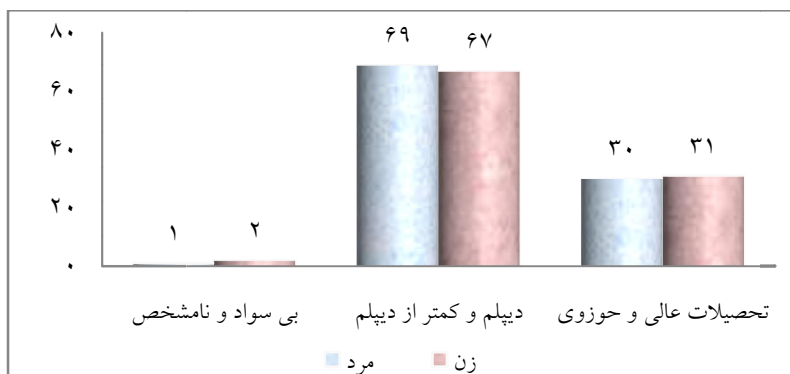 ۸۰
۶۰
۴۰
۲۰
۰
۱
۲
۶۹
۶۷
۳۰
۳۱
بی سواد و نامشخص
دیپلم و کمتر از دیپلم
تحصیلات عالی و حوزوی
مرد
زن